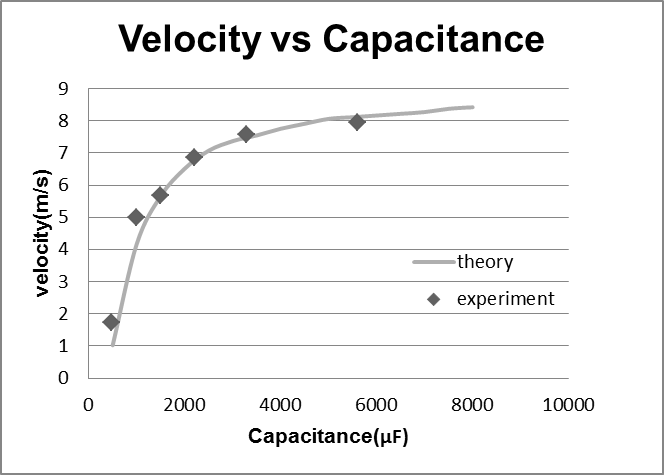 Velocity vs Capacitance
9
8
7
6
5
4
3
2
1
0
velocity(m/s)
theory
experiment
0 2000 4000 6000 8000 10000
Capacitance(µF)